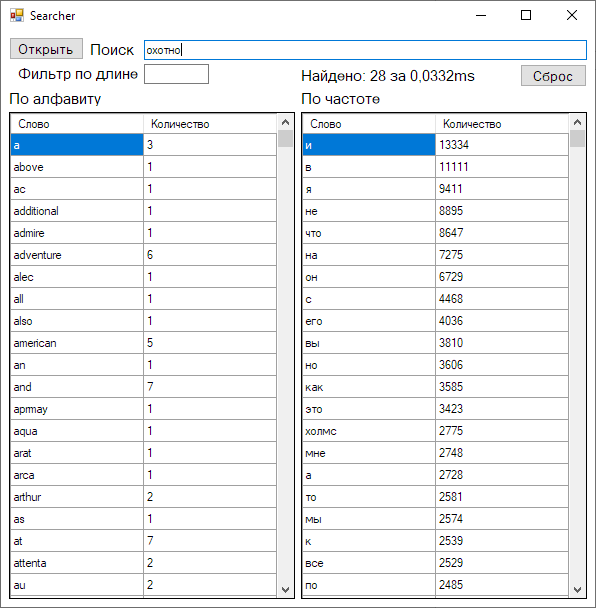 Searcher
Открыть Поиск охотно
Фильтр по длине
Найдено: 28 за 0,0332ms Сброс
По алфавиту По частоте
Слово Количество Слово Количество
a 3 и 13334
above 1 в 11111
ac 1 я 9411
additional 1 не 8895
admire 1 что 8647
adventure 6 на 7275
alec 1 он 6729
all 1 с 4468
also 1 его 4036
american 5 вы 3810
an 1 но 3606
and 7 как 3585
aprmay 1 это 3423
aqua 1 холмс 2775
arat 1 мне 2748
arca 1 а 2728
arthur 2 то 2581
as 1 мы 2574
at 7 к 2539
attenta 2 все 2529
au 2 по 2485